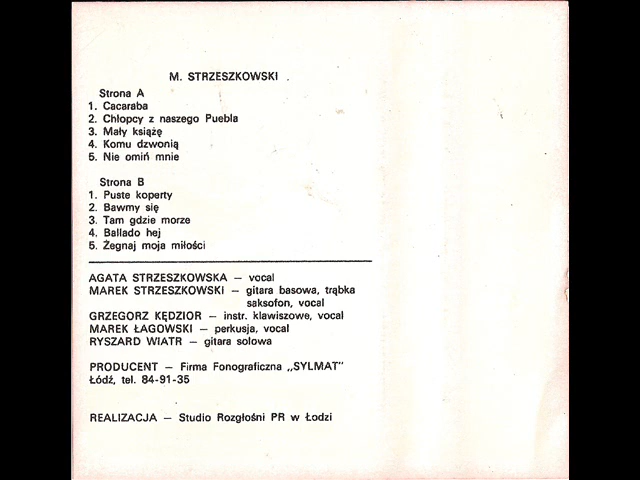 M. STRZESZKOWSKI
Strona A
1. Cacaraba
2. Chłopcy z naszego Puebla
3. Mały książę
4. Komu dzwonią
5. Nie omiń mnie
Strona B
1. Puste koperty
2. Bawmy się
3. Tam gdzie morze
4. Ballado hej
5. Żegnaj moja miłości
AGATA STRZESZKOWSKA — vocal
MAREK STRZESZKOWSKI — gitara basowa, trąbka
saksofon, vocal
GRZEGORZ KĘDZIOR — instr. klawiszowe, vocal
MAREK ŁAGOWSKI — perkusja, vocal
RYSZARD WIATR — gitara solowa
PRODUCENT — Firma Fonograficzna „SYLMAT"
Łódź, tel. 84-91-35
REALIZACJA — Studio Rozgłośni PR w Łodzi